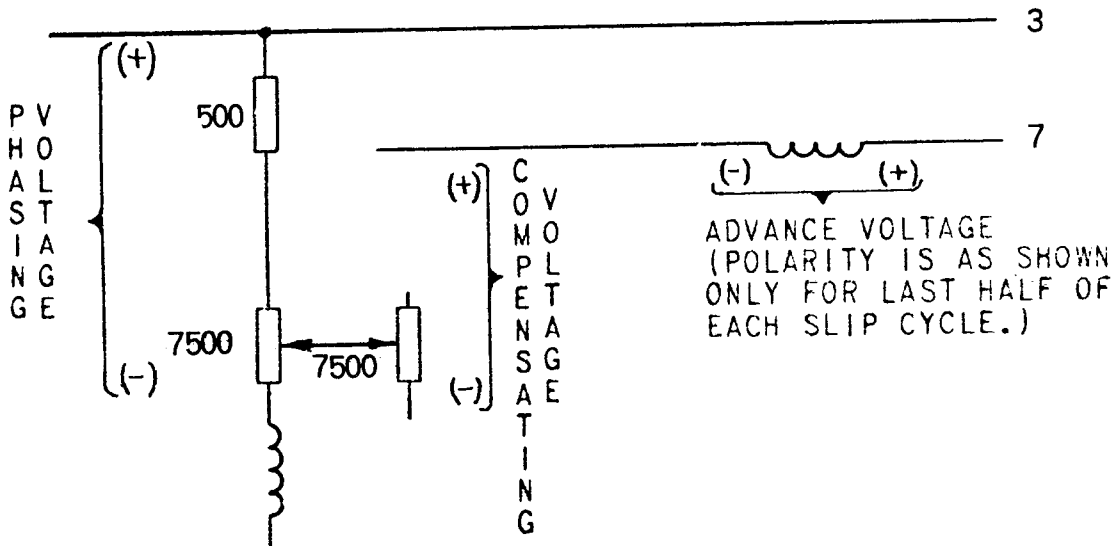 3
(+)
PHASING
VOLTAGE
500
7
(+)
COMPENSATING
VOLTAGE
(-)
(+)
ADVANCE VOLTAGE
(POLARITY IS AS SHOWN
ONLY FOR LAST HALF OF
EACH SLIP CYCLE.)
7500
7500
(-)
(-)